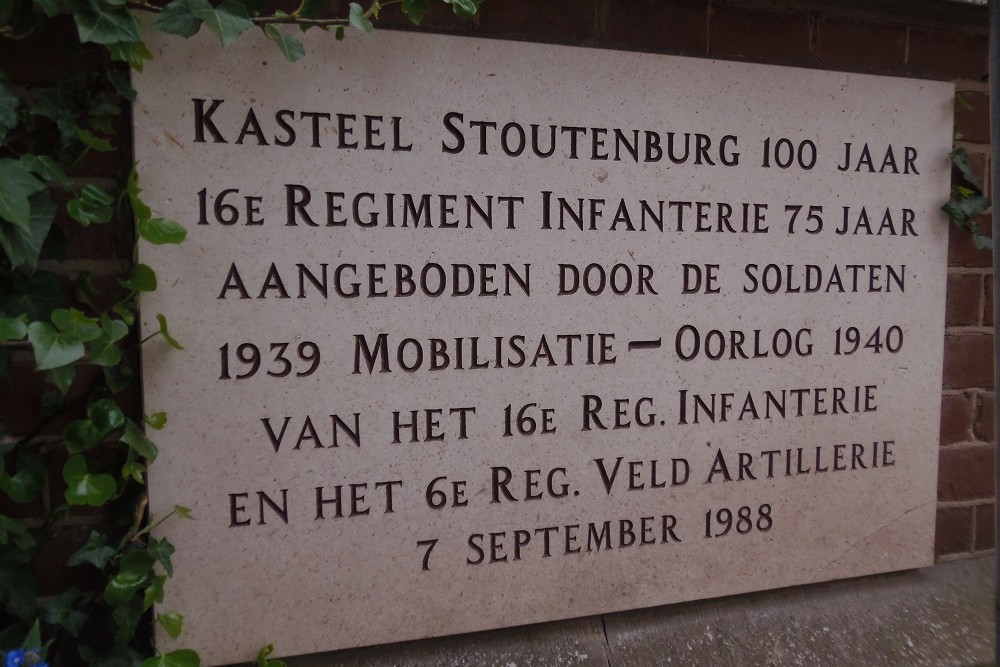 KASTEEL STOUTENBURG 100 JAAR
16E REGIMENT INFANTERIE 75 JAAR
AANGEBODEN DOOR DE SOLDATEN
1939 MOBILISATIE – OORLOG 1940
VAN HET 16E REG. INFANTERIE
EN HET 6E REG. VELD ARTILLERIE
7 SEPTEMBER 1988